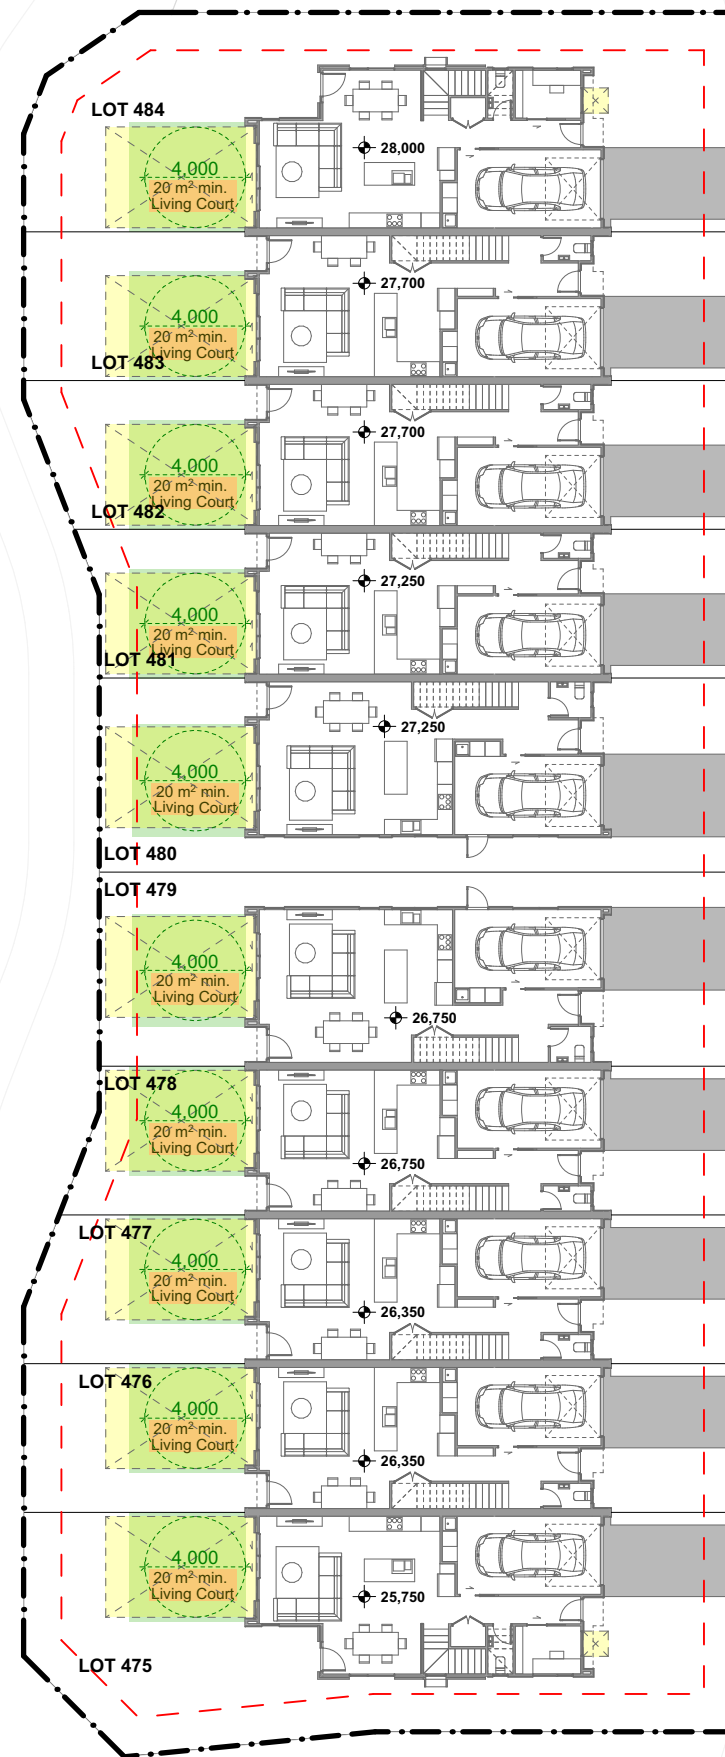 LOT 484
28,000
4,000
20 m² min.
Living Court
27,700
4,000
20 m² min.
Living Court
LOT 483
27,700
4,000
20 m² min.
Living Court
LOT 482
27,250
4,000
20 m² min.
Living Court
LOT 481
27,250
4,000
20 m² min.
Living Court
LOT 480
LOT 479
4,000
20 m² min.
Living Court
26,750
LOT 478
4,000
20 m² min.
Living Court
26,750
LOT 477
4,000
20 m² min.
Living Court
26,350
LOT 476
4,000
20 m² min.
Living Court
26,350
4,000
20 m² min.
Living Court
25,750
LOT 475